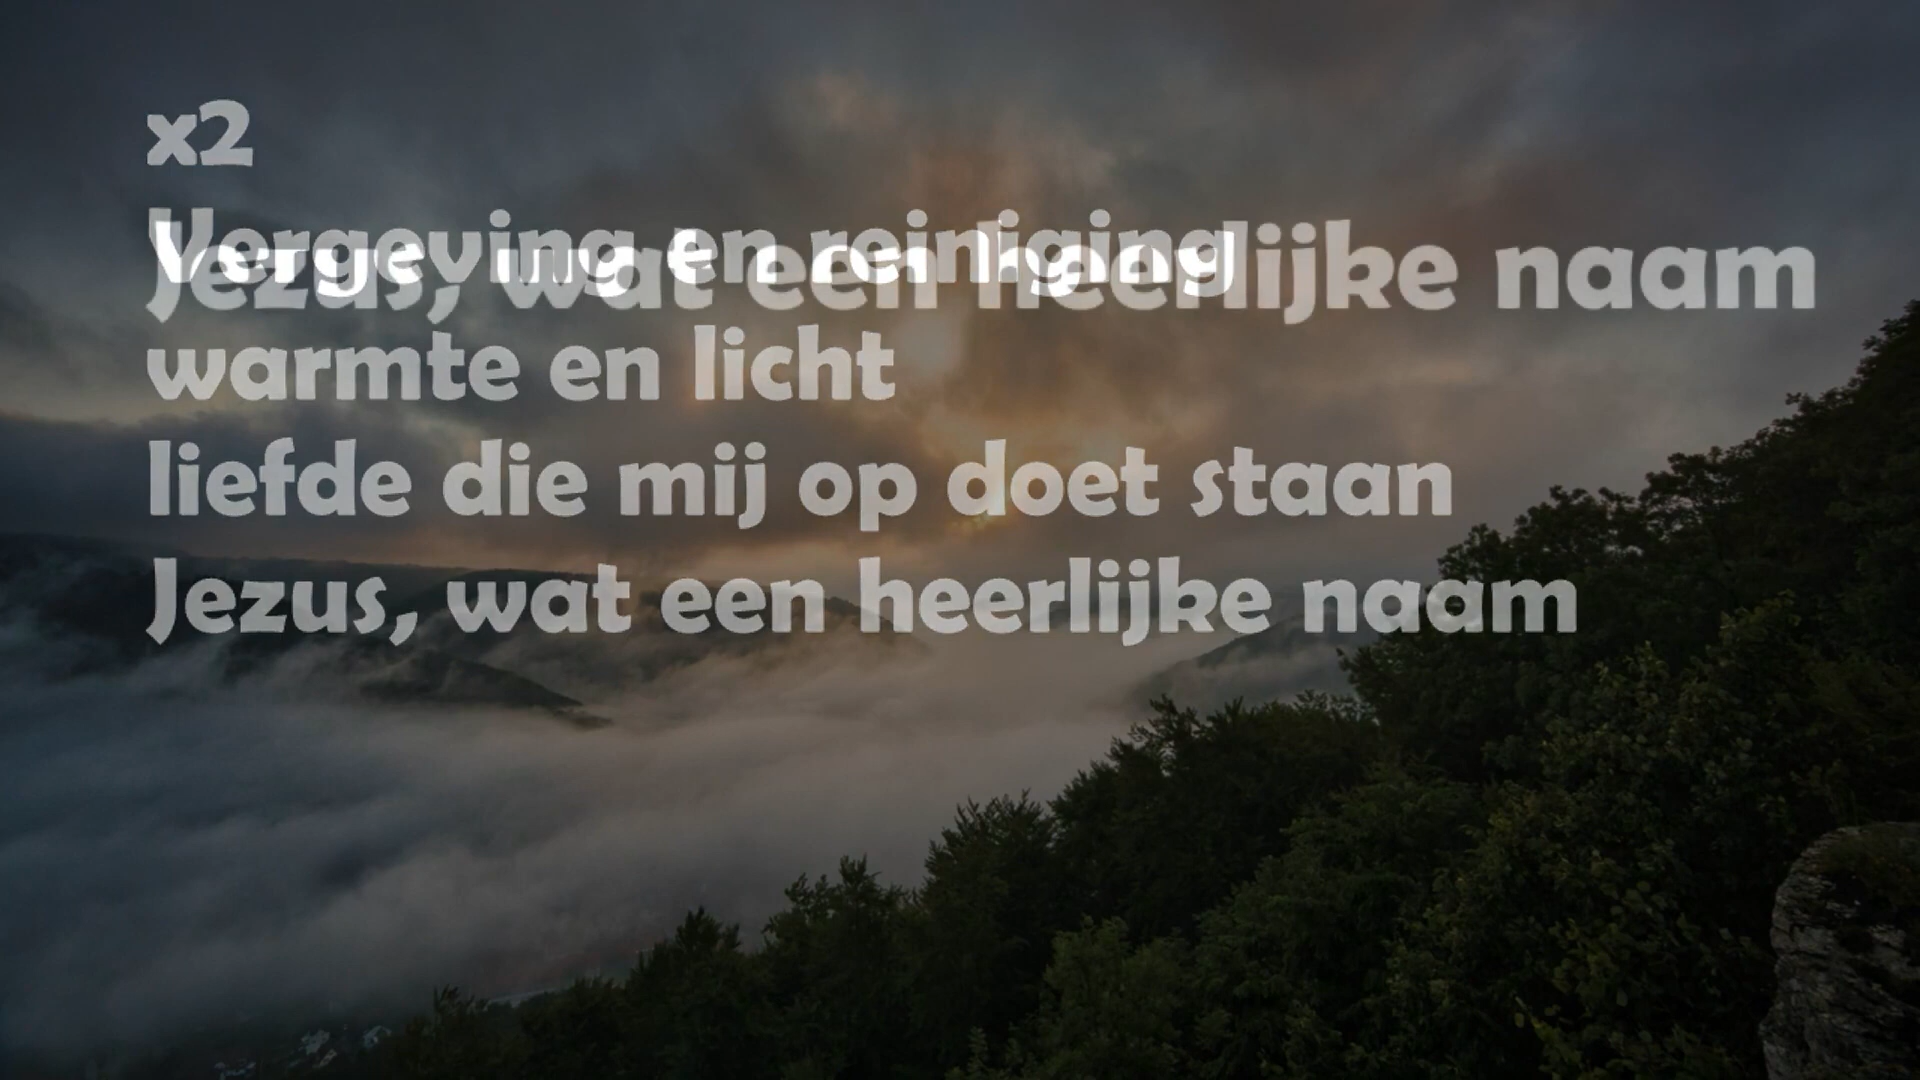 x2
Vergeving en reiniging
Jezus, wat een heerlijke naam
warmte en licht
liefde die mij op doet staan
Jezus, wat een heerlijke naam